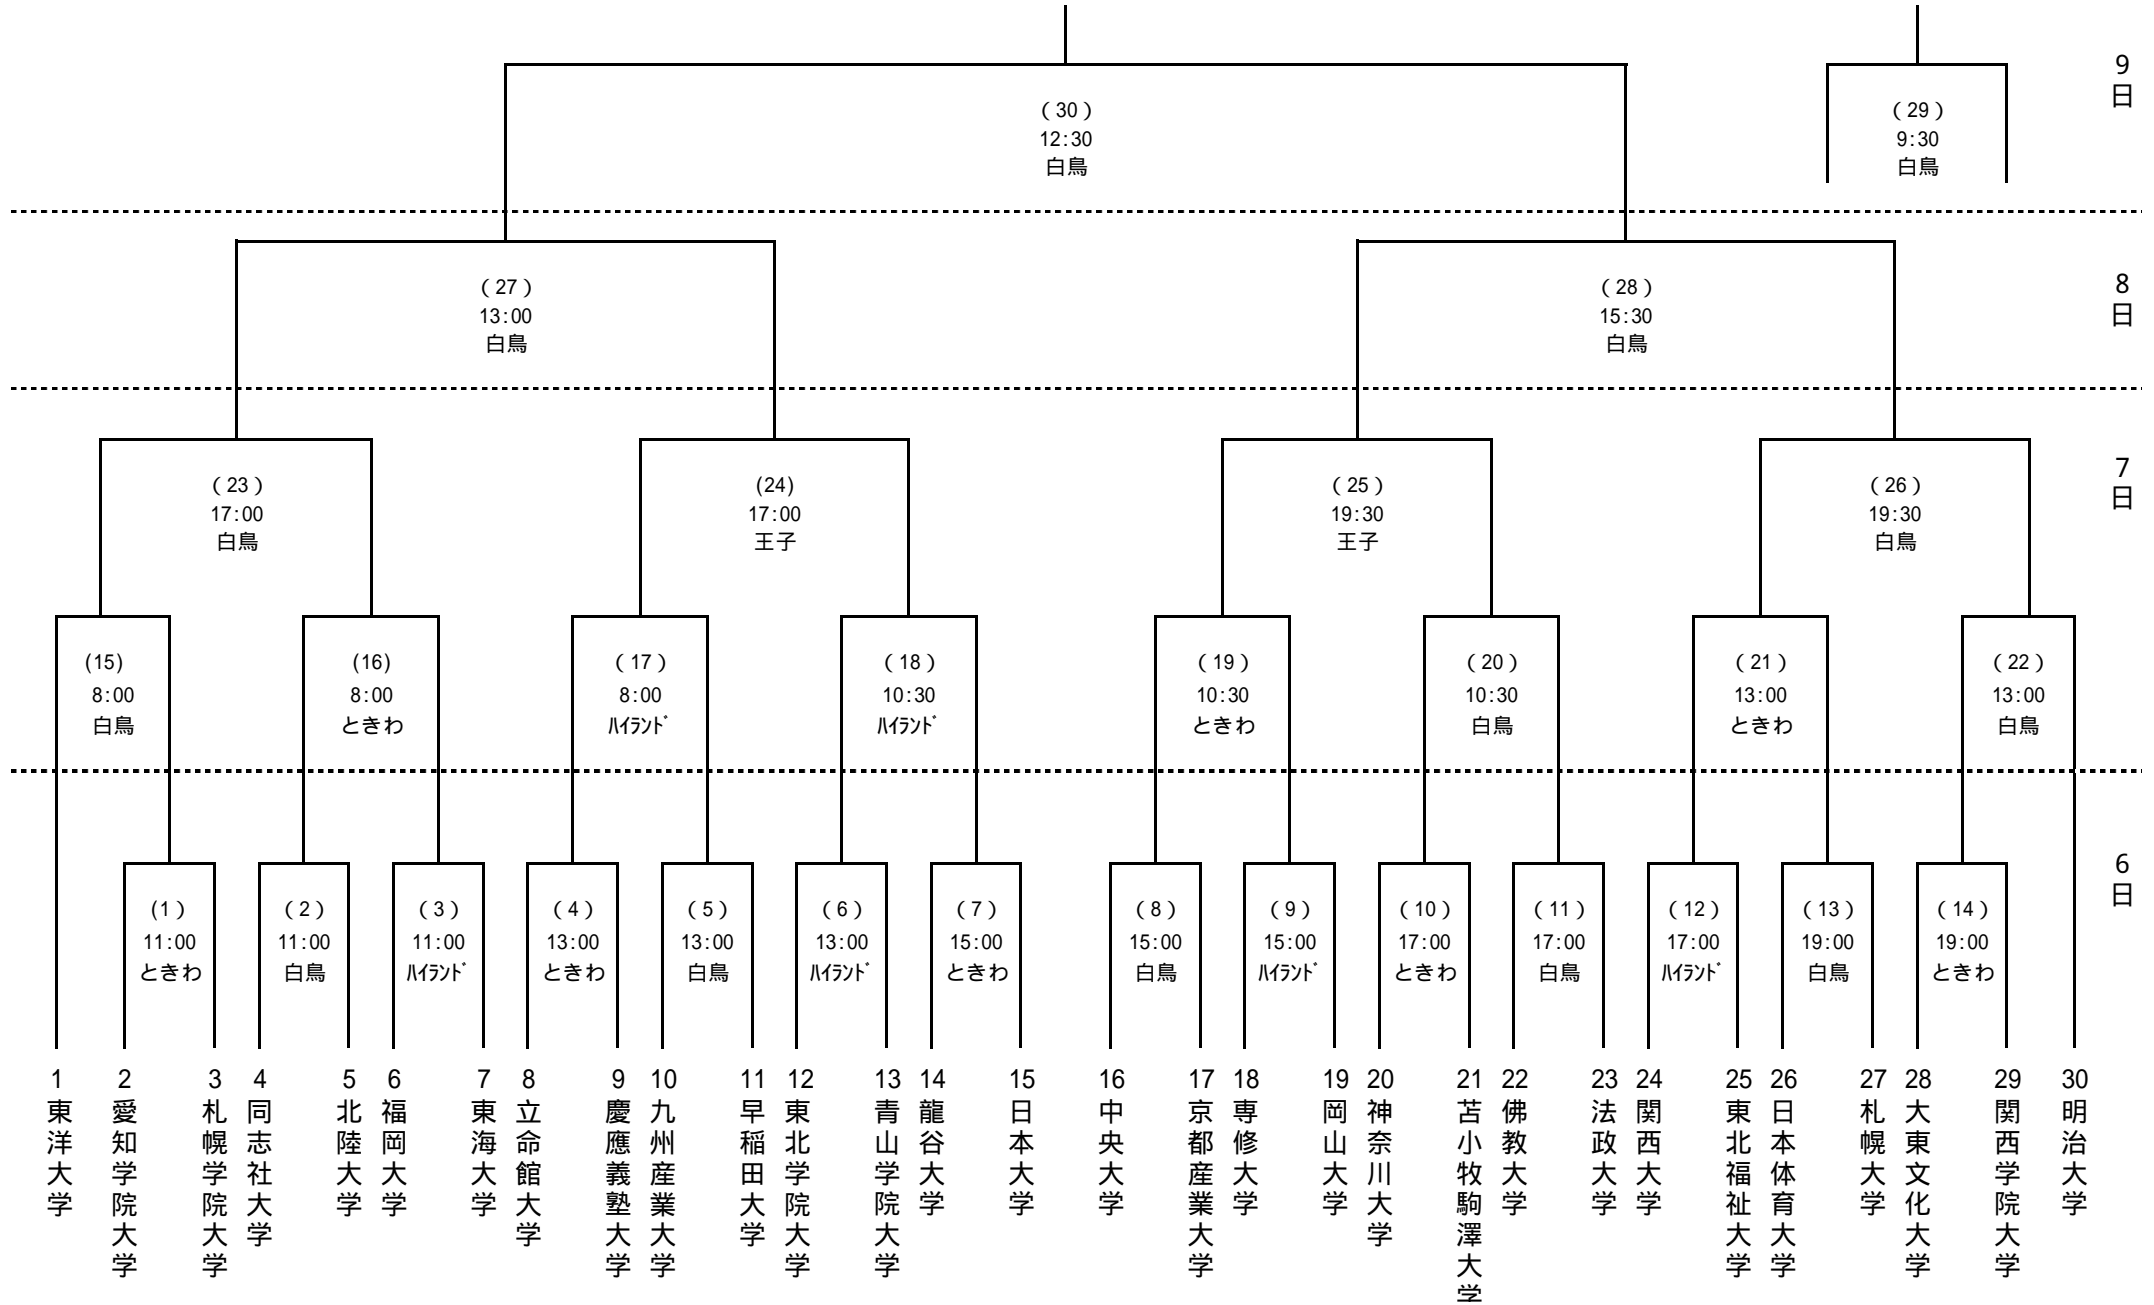 9日
（30）
12:30
白鳥
（29）
9:30
白鳥
8日
（27）
13:00
白鳥
（28）
15:30
白鳥
7日
（23）
17:00
白鳥
(24)
17:00
王子
（25）
19:30
王子
（26）
19:30
白鳥
(15)
8:00
白鳥
(16)
8:00
ときわ
（17）
8:00
ﾊｲﾗﾝﾄﾞ
（18）
10:30
ﾊｲﾗﾝﾄﾞ
（19）
10:30
ときわ
（20）
10:30
白鳥
（21）
13:00
ときわ
（22）
13:00
白鳥
6日
(1）
11:00
ときわ
（2）
11:00
白鳥
（3）
11:00
ﾊｲﾗﾝﾄﾞ
（4）
13:00
ときわ
（5）
13:00
白鳥
（6）
13:00
ﾊｲﾗﾝﾄﾞ
（7）
15:00
ときわ
（8）
15:00
白鳥
（9）
15:00
ﾊｲﾗﾝﾄﾞ
（10）
17:00
ときわ
（11）
17:00
白鳥
（12）
17:00
ﾊｲﾗﾝﾄﾞ
（13）
19:00
白鳥
（14）
19:00
ときわ
1 東洋大学
2 愛知学院大学
3 札幌学院大学
4 同志社大学
5 北陸大学
6 福岡大学
7 東海大学
8 立命館大学
9 慶應義塾大学
10 九州産業大学
11 早稲田大学
12 東北学院大学
13 青山学院大学
14 龍谷大学
15 日本大学
16 中央大学
17 京都産業大学
18 専修大学
19 岡山大学
20 神奈川大学
21 苫小牧駒澤大学
22 佛教大学
23 法政大学
24 関西大学
25 東北福祉大学
26 日本体育大学
27 札幌大学
28 大東文化大学
29 関西学院大学
30 明治大学